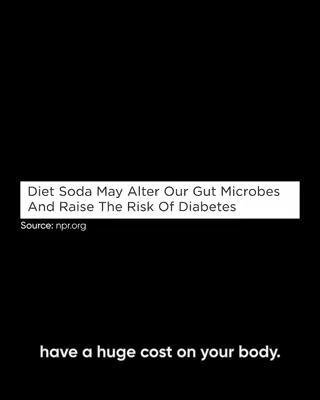 Diet Soda May Alter Our Gut Microbes
And Raise The Risk Of Diabetes
Source: npr.org
have a huge cost on your body.